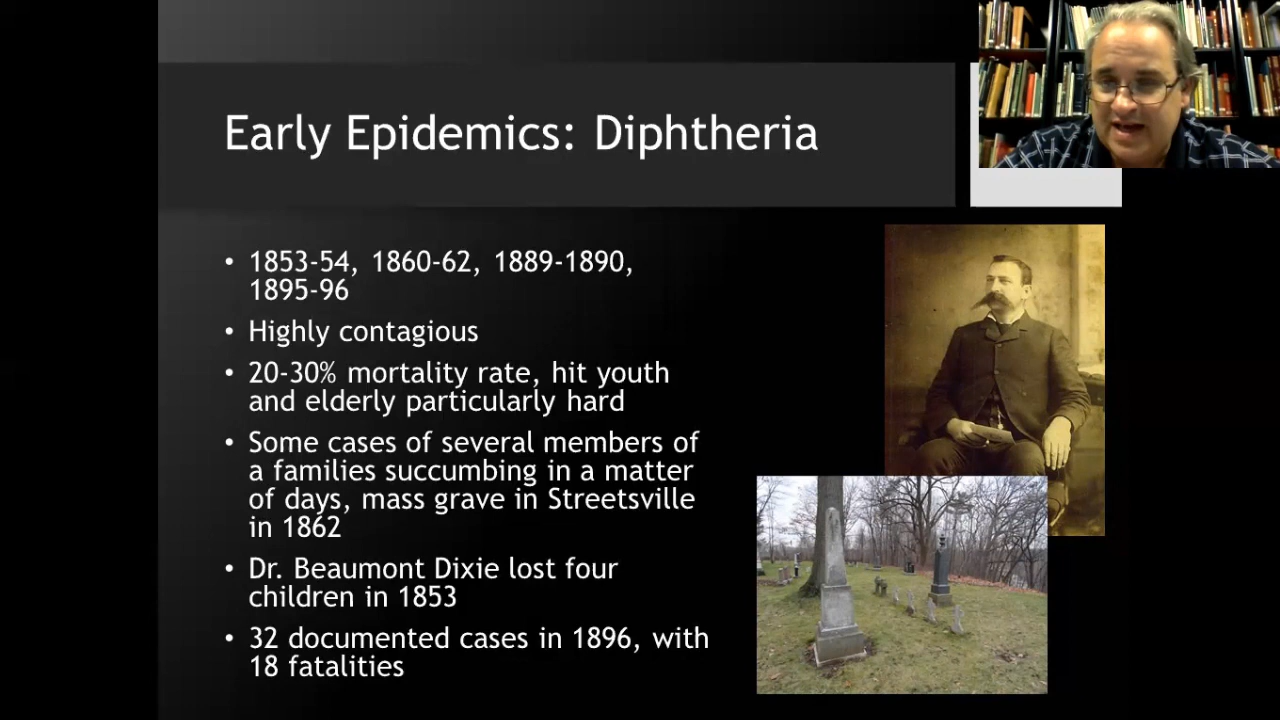 Early Epidemics: Diphtheria
• 1853-54, 1860-62, 1889-1890,
1895-96
• Highly contagious
• 20-30% mortality rate, hit youth
and elderly particularly hard
• Some cases of several members of
a families succumbing in a matter
of days, mass grave in Streetsville
in 1862
• Dr. Beaumont Dixie lost four
children in 1853
• 32 documented cases in 1896, with
18 fatalities